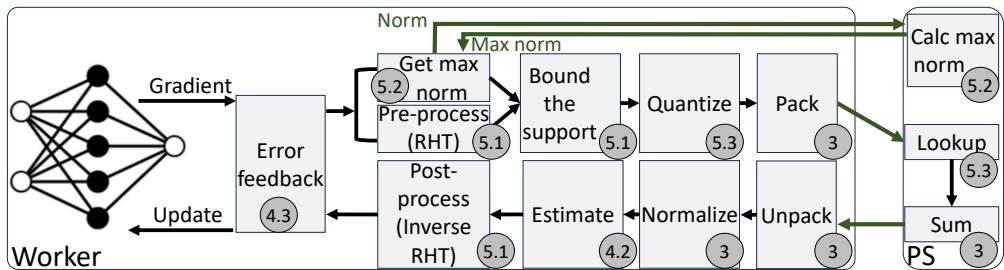 Norm
Max norm
Gradient
Error
feedback
4.3
Update
Get max
norm
5.2
Pre-process
(RHT)
5.1
Bound
the
support
5.1
Quantize
5.3
Pack
3
Calc max
norm
5.2
Lookup
5.3
Sum
3
PS
Unpack
3
Normalize
3
Estimate
4.2
Post-
process
(Inverse
RHT)
5.1
Worker